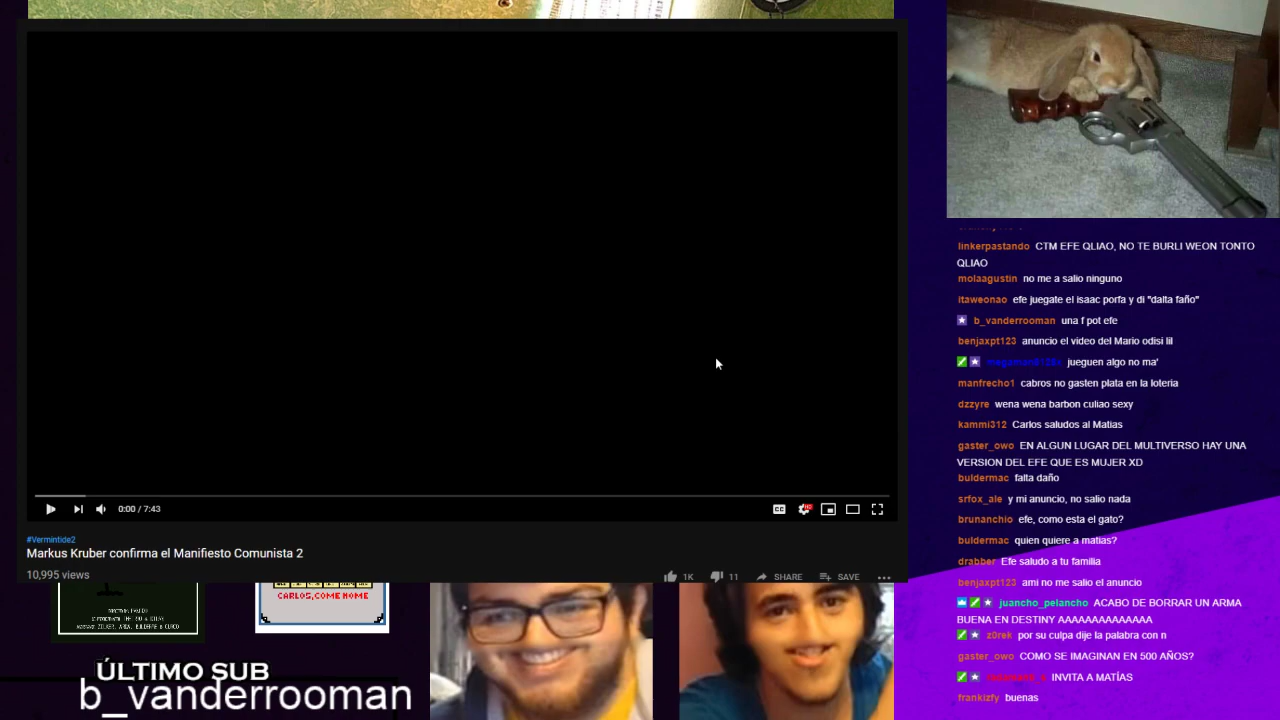 0:00 / 7:43
CC
HD
#Vermintide2
Markus Kruber confirma el Manifiesto Comunista 2
10,995 views
1K
11
SHARE
SAVE
CARLOS,COME HOME
ÚLTIMO SUB
b_vanderrooman
linkerpastando CTM EFE QLIAO, NO TE BURLI WEON TONTO
QLIAO
molaagustin no me a salio ninguno
itaweonao efe juegate el isaac porfa y di "dalta faño"
b_vanderrooman una f pot efe
benjaxpt123 anuncio el video del Mario odisi lil
jueguen algo no ma'
manfrecho1 cabros no gasten plata en la loteria
dzzyre wena wena barbon culiao sexy
kammi312 Carlos saludos al Matias
gaster_owo EN ALGUN LUGAR DEL MULTIVERSO HAY UNA
VERSION DEL EFE QUE ES MUJER XD
buldermac falta daño
srfox_ale y mi anuncio, no salio nada
brunanchio efe, como esta el gato?
buldermac quien quiere a matias?
drabber Efe saludo a tu familia
benjaxpt123 ami no me salio el anuncio
juancho_pelancho ACABO DE BORRAR UN ARMA
BUENA EN DESTINY AAAAAAAAAAAAAA
z0rek por su culpa dije la palabra con n
gaster_owo COMO SE IMAGINAN EN 500 AÑOS?
INVITA A MATÍAS
frankizfy buenas